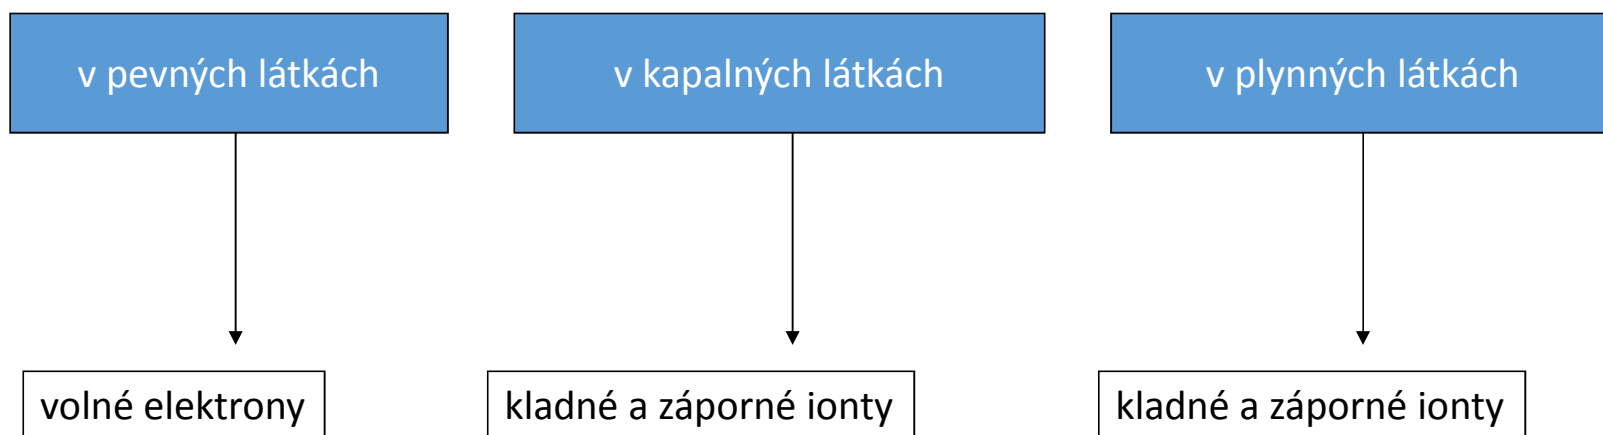 v pevných látkách
v kapalných látkách
v plynných látkách
volné elektrony
kladné a záporné ionty
kladné a záporné ionty